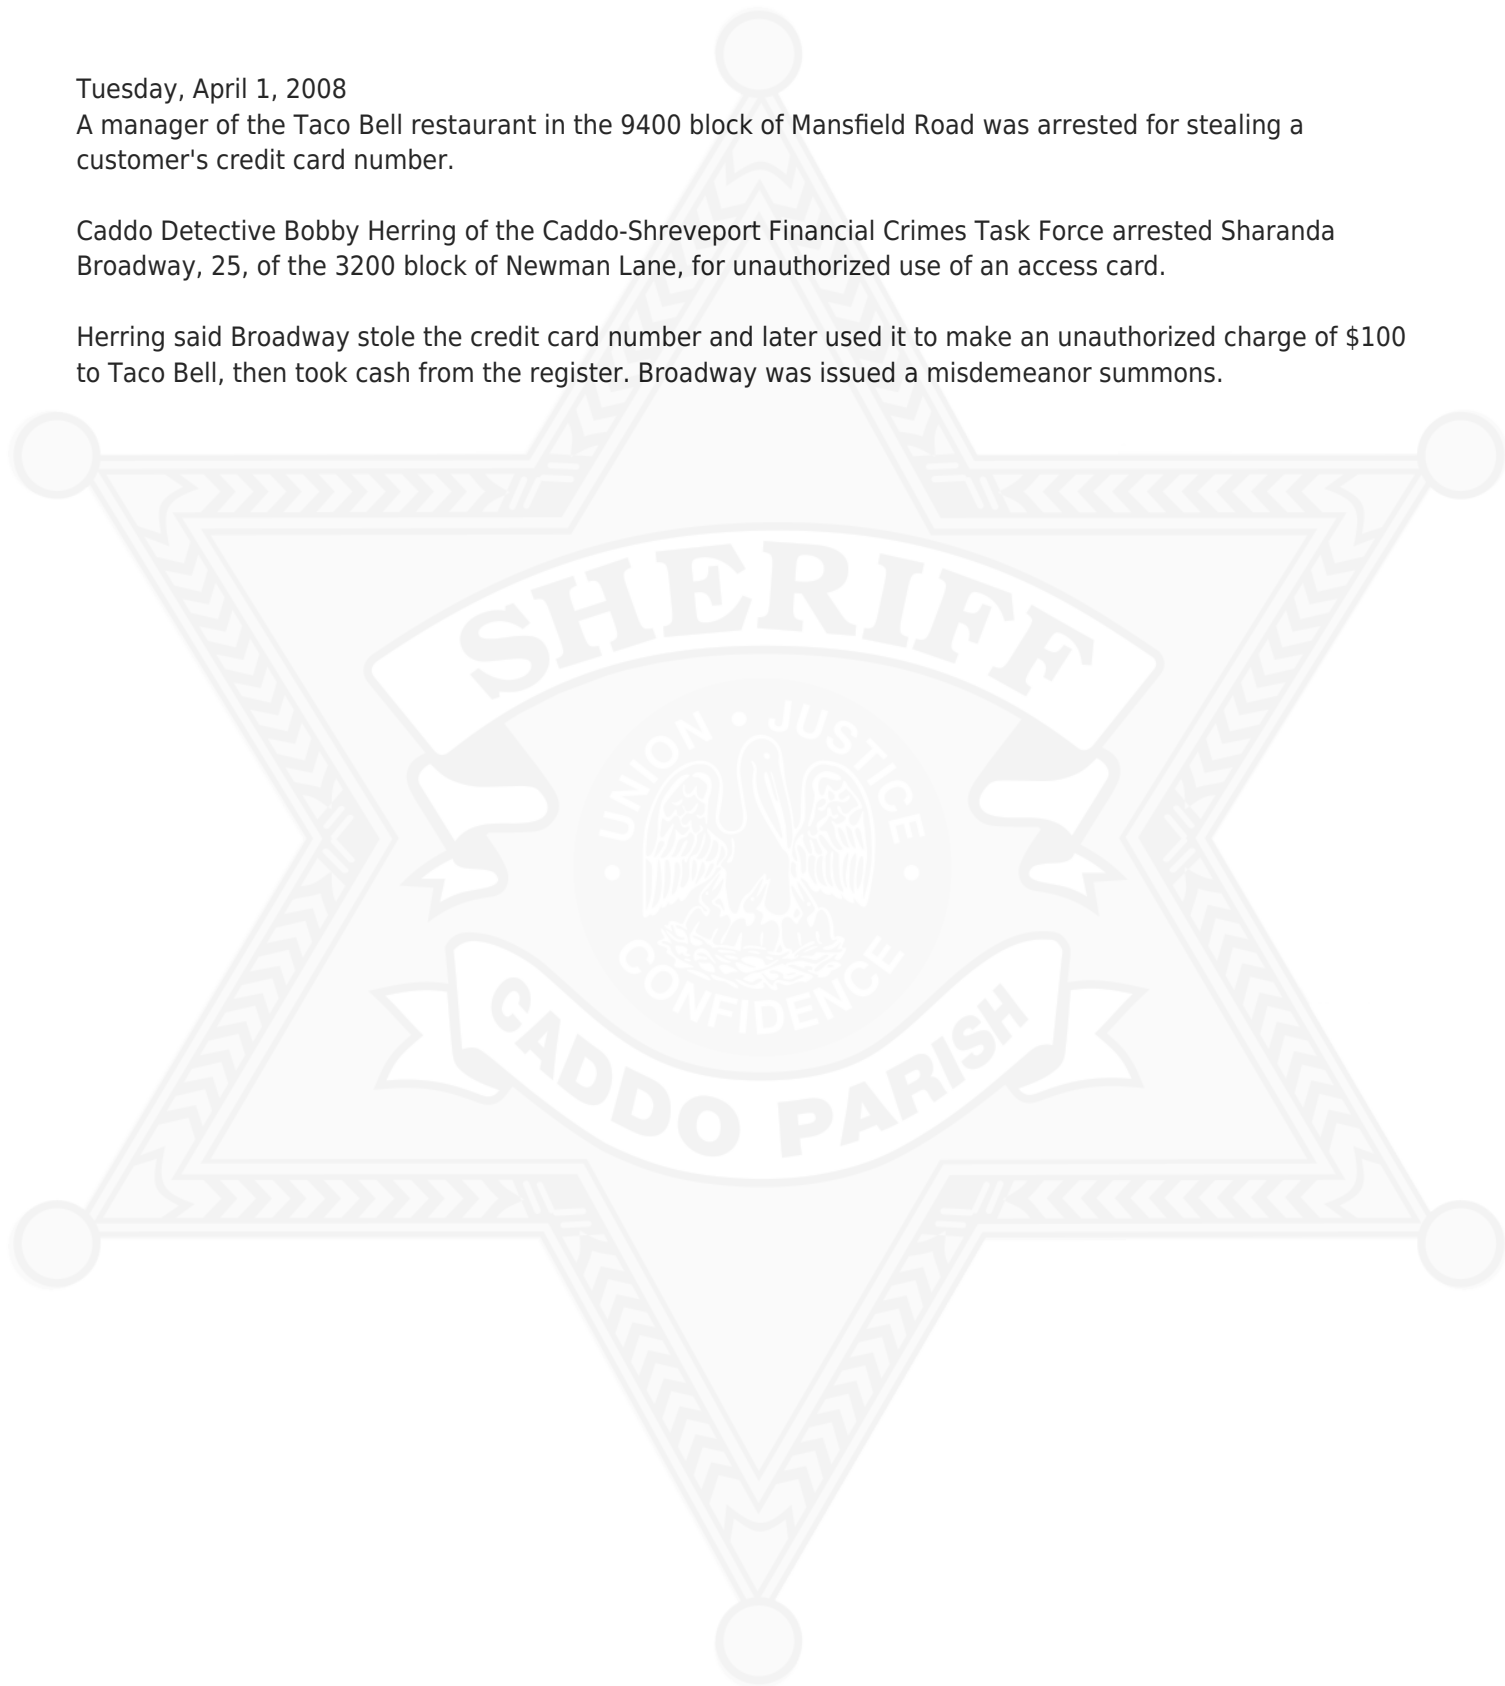 Tuesday, April 1, 2008
A manager of the Taco Bell restaurant in the 9400 block of Mansfield Road was arrested for stealing a
customer's credit card number.
Caddo Detective Bobby Herring of the Caddo-Shreveport Financial Crimes Task Force arrested Sharanda
Broadway, 25, of the 3200 block of Newman Lane, for unauthorized use of an access card.
Herring said Broadway stole the credit card number and later used it to make an unauthorized charge of $100
to Taco Bell, then took cash from the register. Broadway was issued a misdemeanor summons.
SHERIFF
UNION • JUSTICE
• CONFIDENCE •
CADDO PARISH